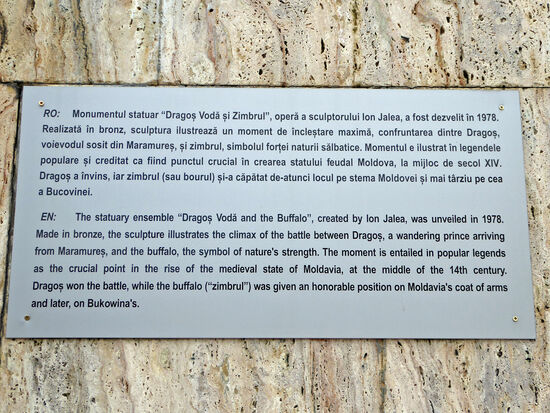 RO: Monumentul statuar “Dragoș Vodă și Zimbrul”, operă a sculptorului Ion Jalea, a fost dezvelit în 1978.
Realizată în bronz, sculptura ilustrează un moment de încleștare maximă, confruntarea dintre Dragoș,
voievodul sosit din Maramureș, și zimbrul, simbolul forței naturii sălbatice. Momentul e ilustrat în legendele
populare și creditat ca fiind punctul crucial în crearea statului feudal Moldova, la mijloc de secol XIV.
Dragoș a învins, iar zimbrul (sau bourul) și-a căpătat de-atunci locul pe stema Moldovei și mai târziu pe cea
a Bucovinei.
EN: The statuary ensemble “Dragoș Vodă and the Buffalo”, created by Ion Jalea, was unveiled in 1978.
Made in bronze, the sculpture illustrates the climax of the battle between Dragoș, a wandering prince arriving
from Maramureș, and the buffalo, the symbol of nature's strength. The moment is entailed in popular legends
as the crucial point in the rise of the medieval state of Moldavia, at the middle of the 14th century.
Dragoș won the battle, while the buffalo (“zimbrul”) was given an honorable position on Moldavia's coat of arms
and later, on Bukowina's.